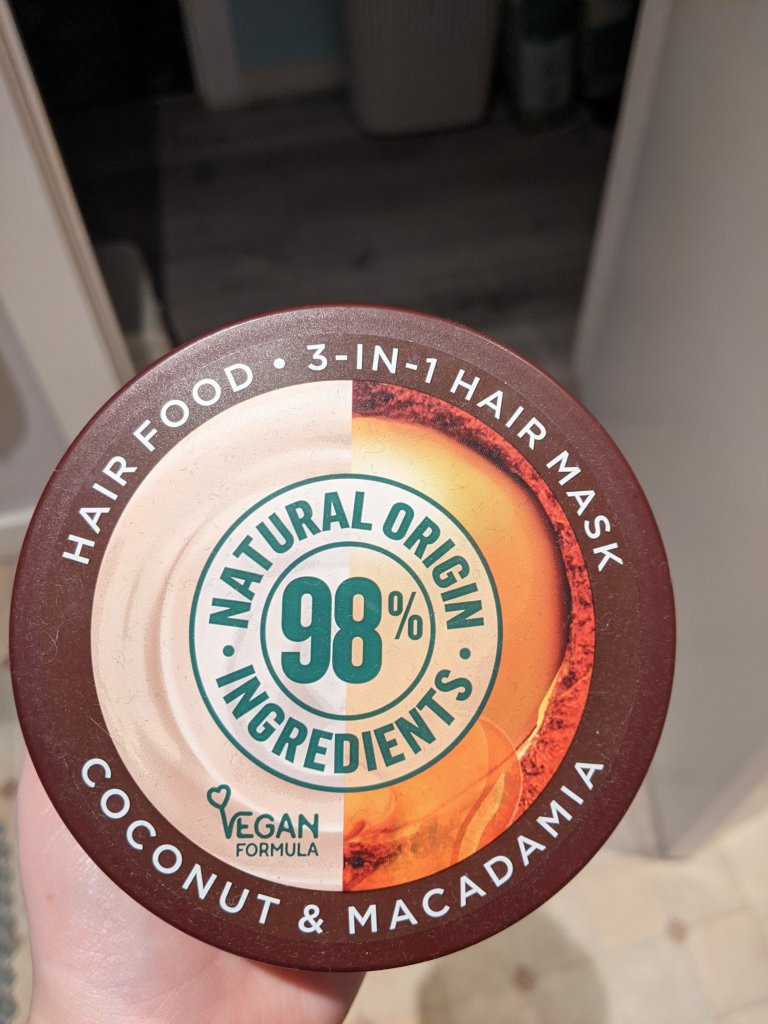 HAIR FOOD • 3-IN-1 HAIR MASK
• NATURAL ORIGIN •
98%
INGREDIENTS
VEGAN
FORMULA
COCONUT & MACADAMIA